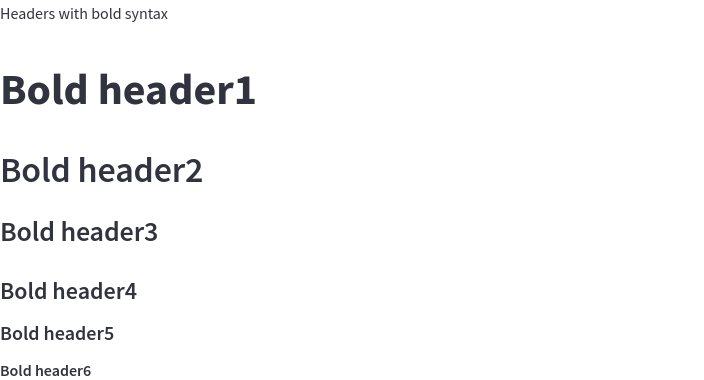 Headers with bold syntax
Bold header1
Bold header2
Bold header3
Bold header4
Bold header5
Bold header6